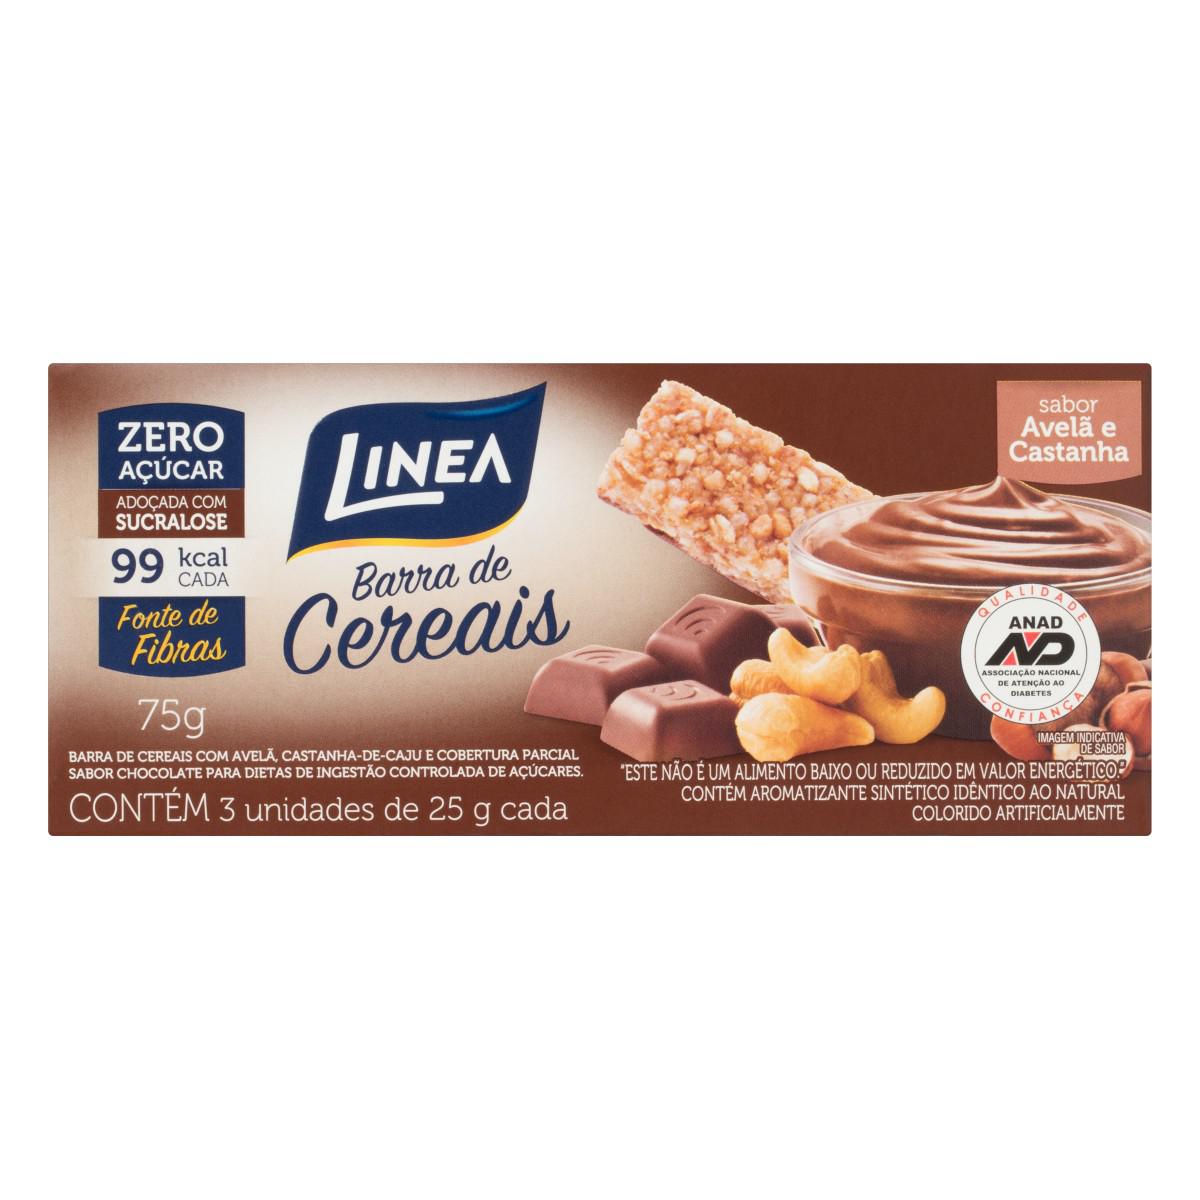 ZERO
AÇÚCAR
ADOÇADA COM
SUCRALOSE
99 kcal
CADA
Fonte de
Fibras
75g
LINEA
Barra de
Cereais
sabor
Avelã e
Castanha
QUALIDADE
ANAD
AND
ASSOCIAÇÃO NACIONAL
DE ATENÇÃO AO
DIABETES
CONFIANÇA
IMAGEM INDICATIVA
DE SABOR
BARRA DE CEREAIS COM AVELÃ, CASTANHA-DE-CAJU E COBERTURA PARCIAL
SABOR CHOCOLATE PARA DIETAS DE INGESTÃO CONTROLADA DE AÇÚCARES.
CONTÉM 3 unidades de 25 g cada
"ESTE NÃO É UM ALIMENTO BAIXO OU REDUZIDO EM VALOR ENERGÉTICO."
CONTÉM AROMATIZANTE SINTÉTICO IDÊNTICO AO NATURAL
COLORIDO ARTIFICIALMENTE